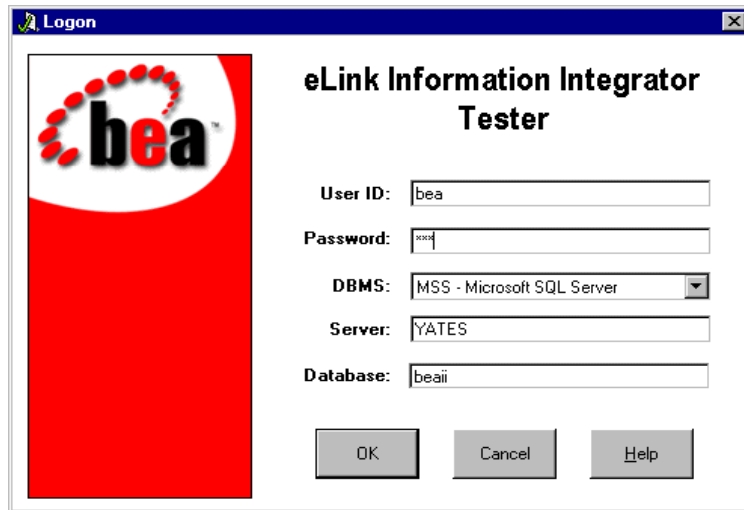 Logon
bea™
eLink Information Integrator
Tester
User ID: bea
Password: ***
DBMS: MSS - Microsoft SQL Server
Server: YATES
Database: beaii
OK Cancel Help